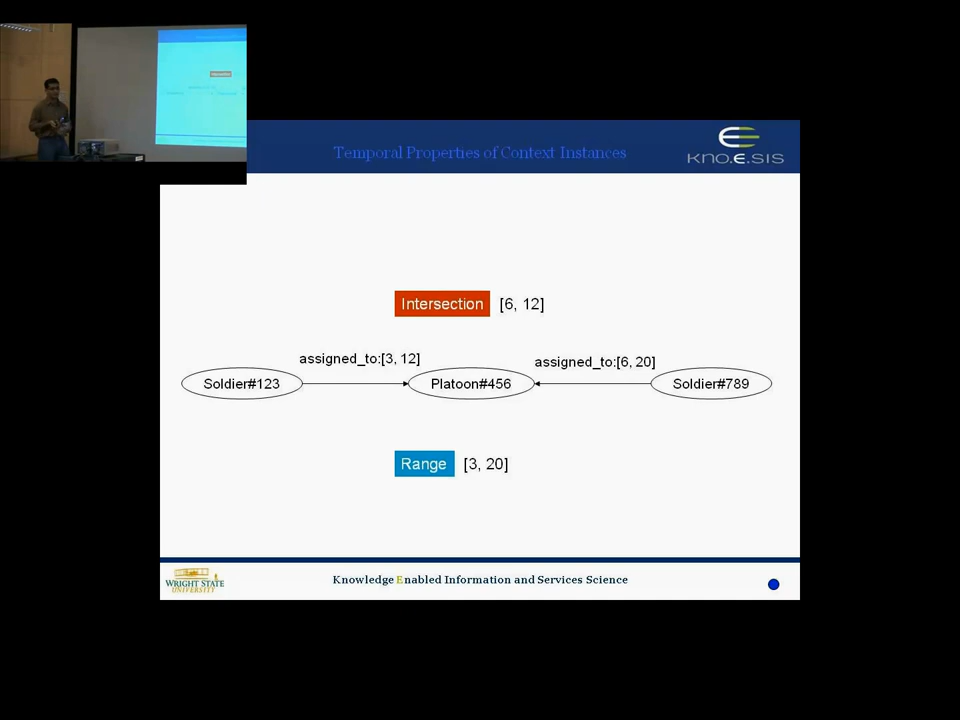 Temporal Properties of Context Instances
kno.e.sis
Intersection [6, 12]
assigned_to:[3, 12]
assigned_to:[6, 20]
Soldier#123
Platoon#456
Soldier#789
Range [3, 20]
WRIGHT STATE
UNIVERSITY
Knowledge Enabled Information and Services Science